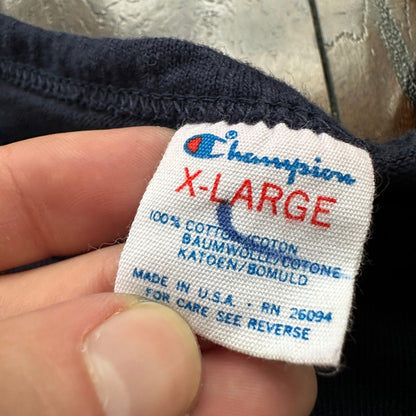 Champion
X-LARGE
100% COTTON/COTON
BAUMWOLLE/COTONE
KATOEN/BOMULD
MADE IN U.S.A. · RN 26094
FOR CARE SEE REVERSE